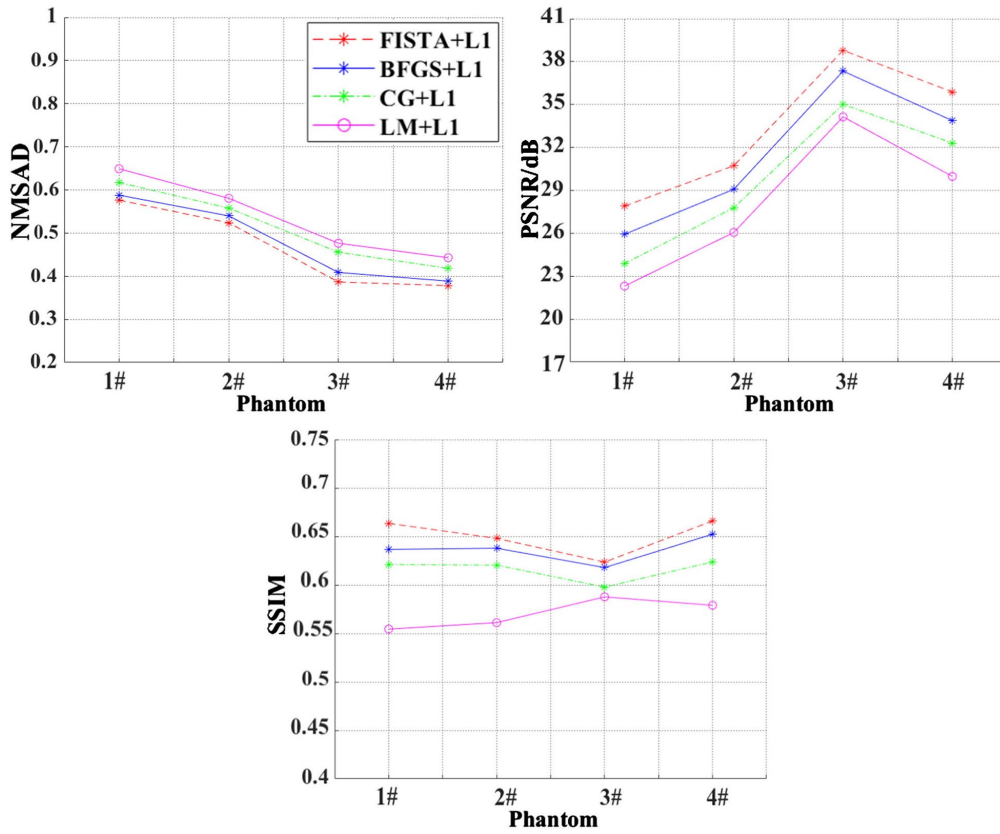 1
0.9
0.8
0.7
0.6
0.5
0.4
0.3
0.2
NMSAD
FISTA+L1
BFGS+L1
CG+L1
LM+L1
1# 2# 3# 4#
Phantom
41
38
35
32
29
26
23
20
17
PSNR/dB
1# 2# 3# 4#
Phantom
0.75
0.7
0.65
0.6
0.55
0.5
0.45
0.4
SSIM
1# 2# 3# 4#
Phantom